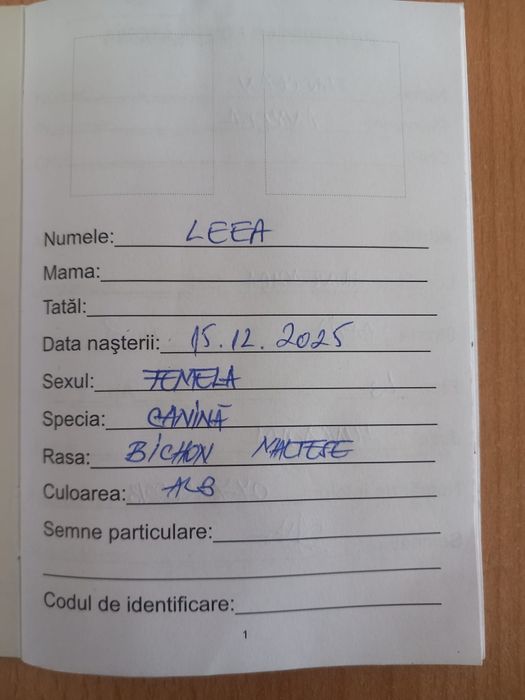 Numele: LEEA
Mama:
Tatăl:
Data naşterii: 15.12.2025
Sexul: FEMELA
Specia: CANINĂ
Rasa: BICHON MALTESE
Culoarea: ALB
Semne particulare:
Codul de identificare:
1